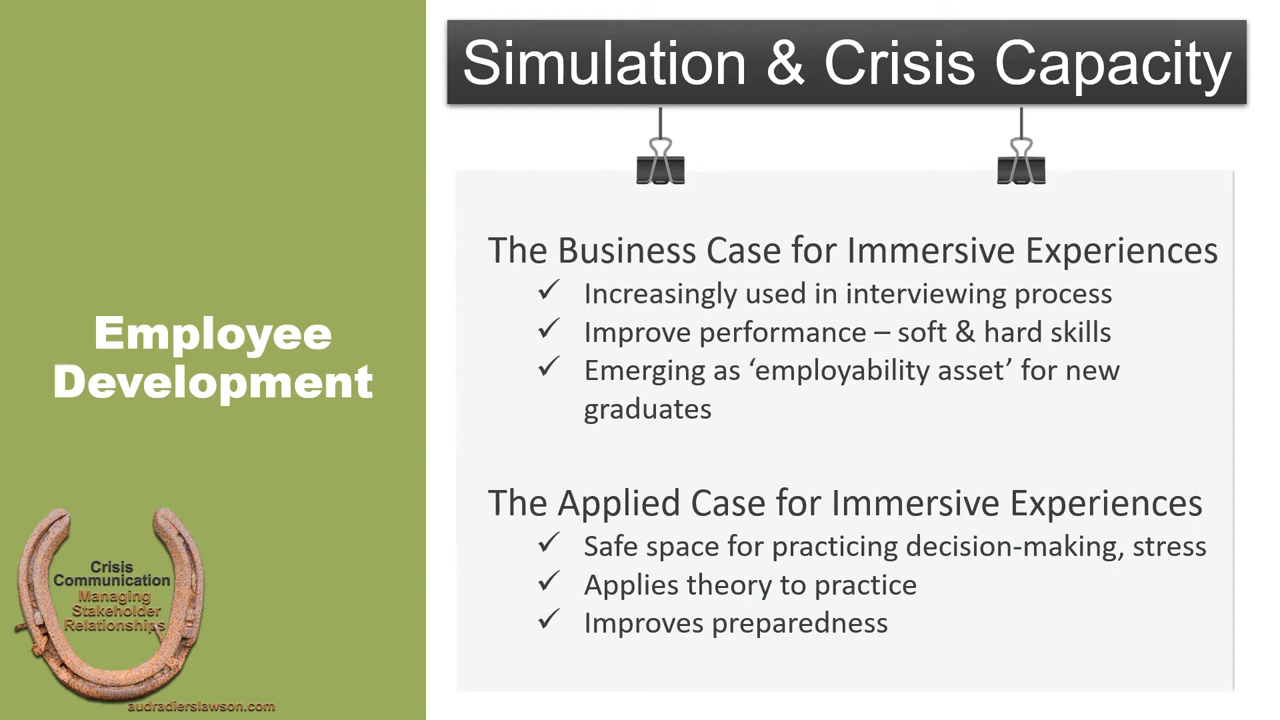 Simulation & Crisis Capacity
Employee
Development
The Business Case for Immersive Experiences
✓ Increasingly used in interviewing process
✓ Improve performance – soft & hard skills
✓ Emerging as ‘employability asset’ for new
graduates
The Applied Case for Immersive Experiences
✓ Safe space for practicing decision-making, stress
✓ Applies theory to practice
✓ Improves preparedness
Crisis
Communication
Managing
Stakeholder
Relationships
audradierslawson.com